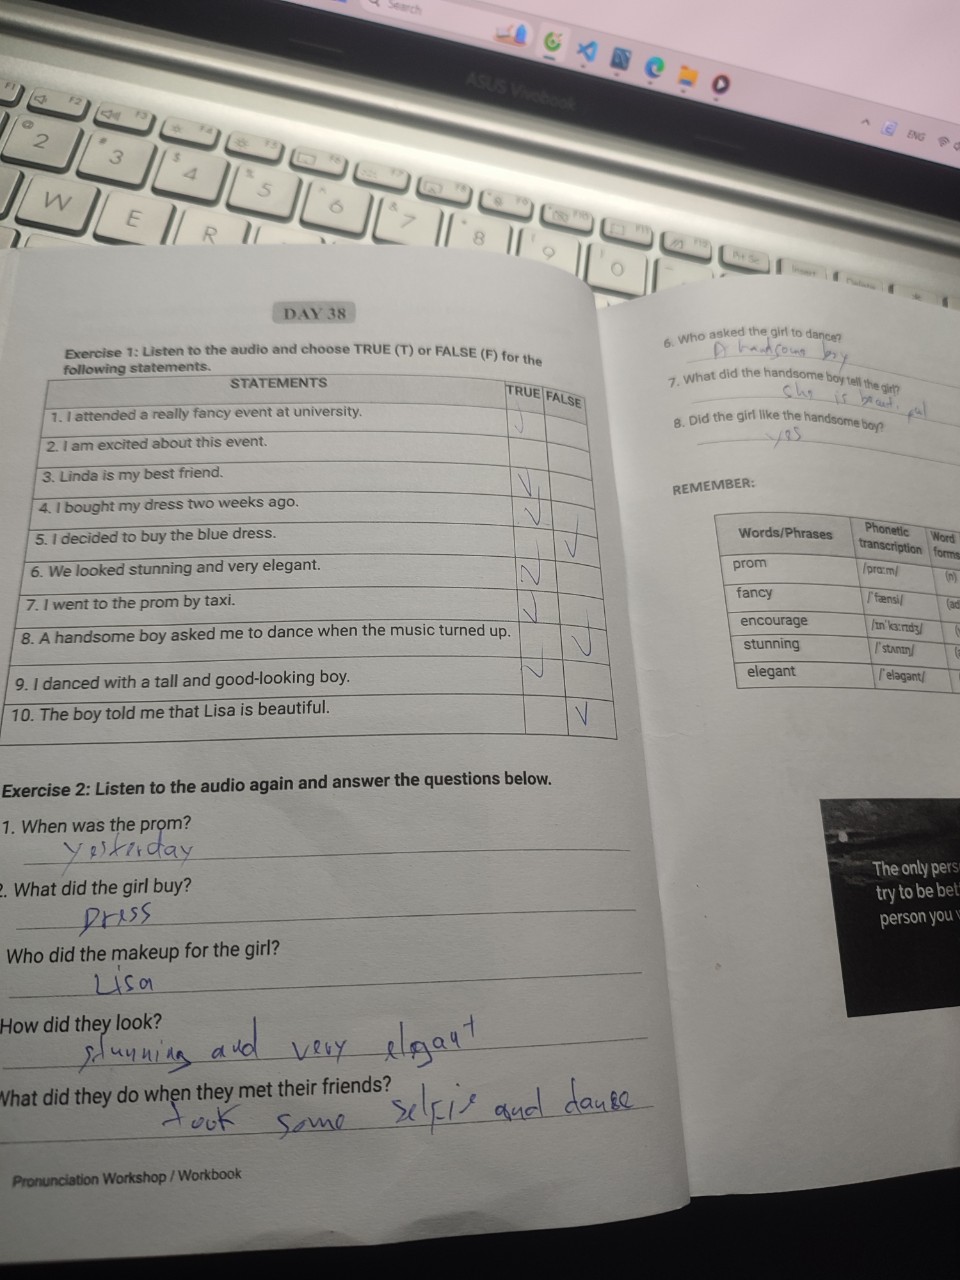 Search
ASUS Vivobook
ENG
F1
F2
F3
F4
F5
F6
F7
F8
F9
F10
F11
F12
Prt Sc
Insert
Delete
@ 2
# 3
$ 4
% 5
^ 6
& 7
* 8
( 9
) 0
W
E
R
DAY 38
Exercise 1: Listen to the audio and choose TRUE (T) or FALSE (F) for the
following statements.
STATEMENTS TRUE FALSE
1. I attended a really fancy event at university.
2. I am excited about this event.
3. Linda is my best friend.
4. I bought my dress two weeks ago.
5. I decided to buy the blue dress.
6. We looked stunning and very elegant.
7. I went to the prom by taxi.
8. A handsome boy asked me to dance when the music turned up.
9. I danced with a tall and good-looking boy.
10. The boy told me that Lisa is beautiful.
Exercise 2: Listen to the audio again and answer the questions below.
1. When was the prom?
yesterday
2. What did the girl buy?
Dress
Who did the makeup for the girl?
Lisa
How did they look?
stunning and very elegant
What did they do when they met their friends?
took some selfie and danse
Pronunciation Workshop / Workbook
6. Who asked the girl to dance?
A handsom boy
7. What did the handsome boy tell the girl?
she is beautiful
8. Did the girl like the handsome boy?
yes
REMEMBER:
Words/Phrases Phonetic transcription Word forms
prom /prɑːm/ (n)
fancy /ˈfænsi/ (ad
encourage /ɪnˈkɜːrɪdʒ/
stunning /ˈstʌnɪŋ/
elegant /ˈeləɡənt/
The only pers
try to be bet
person you